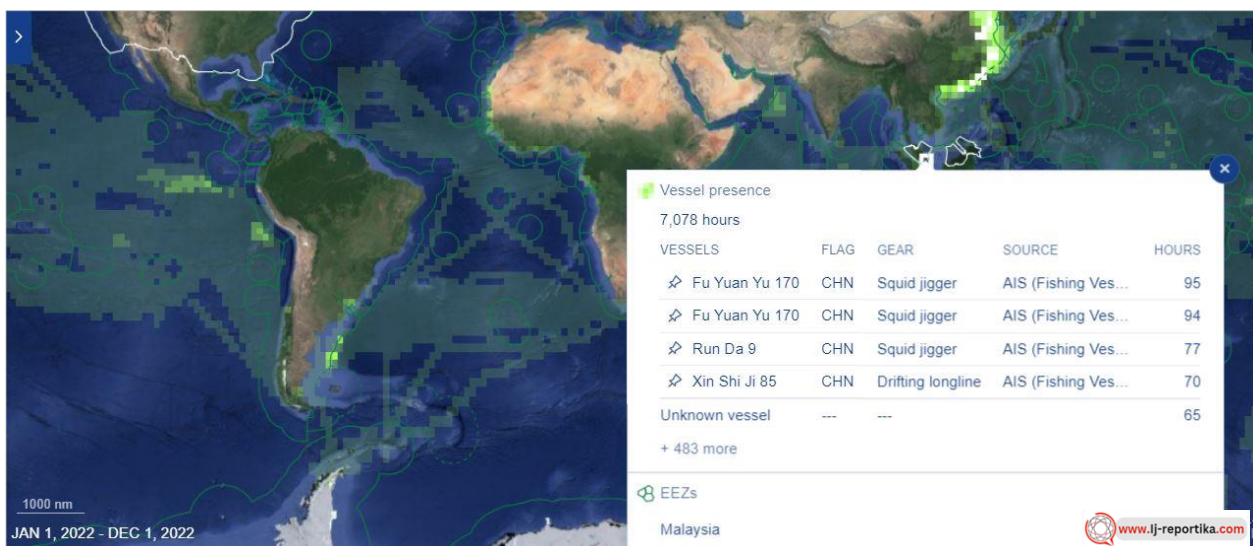 Vessel presence
7,078 hours
VESSELS FLAG GEAR SOURCE HOURS
Fu Yuan Yu 170 CHN Squid jigger AIS (Fishing Ves... 95
Fu Yuan Yu 170 CHN Squid jigger AIS (Fishing Ves... 94
Run Da 9 CHN Squid jigger AIS (Fishing Ves... 77
Xin Shi Ji 85 CHN Drifting longline AIS (Fishing Ves... 70
Unknown vessel --- --- 65
+ 483 more
EEZs
Malaysia
1000 nm
JAN 1, 2022 - DEC 1, 2022
www.lj-reportika.com